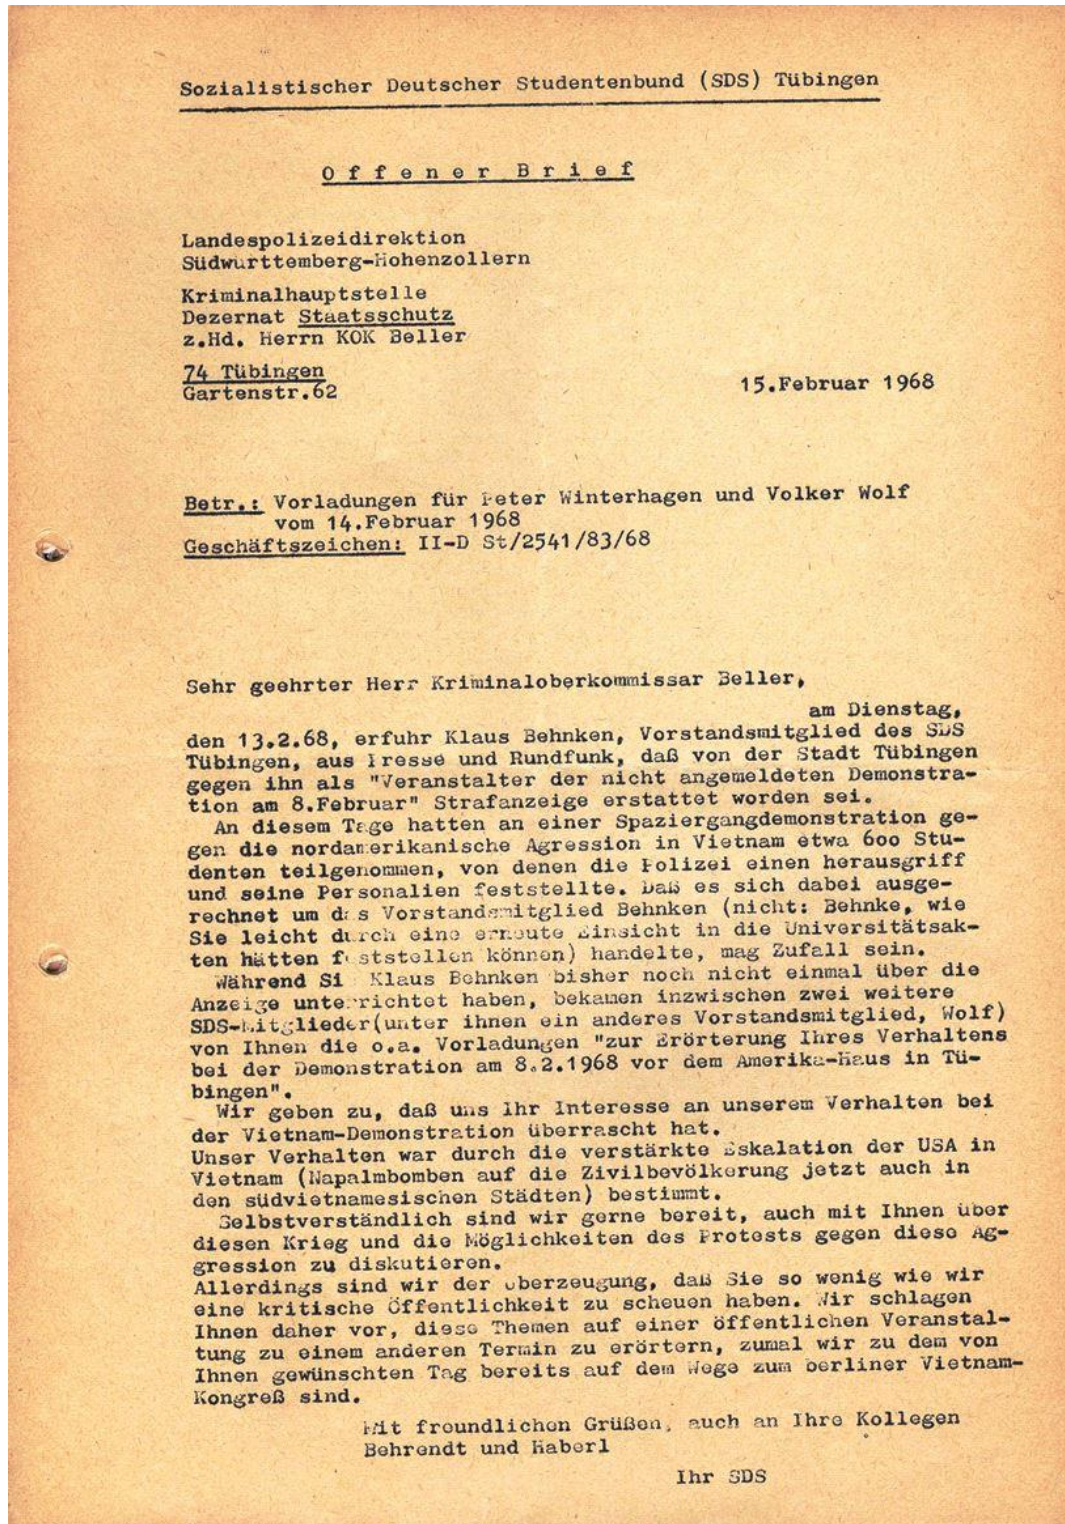 Sozialistischer Deutscher Studentenbund (SDS) Tübingen
Offener Brief
Landespolizeidirektion
Südwürttemberg-Hohenzollern
Kriminalhauptstelle
Dezernat Staatsschutz
z.Hd. Herrn KOK Beller
74 Tübingen
Gartenstr.62
15.Februar 1968
Betr.: Vorladungen für Peter Winterhagen und Volker Wolf
vom 14.Februar 1968
Geschäftszeichen: II-D St/2541/83/68
Sehr geehrter Herr Kriminaloberkommissar Beller,
am Dienstag,
den 13.2.68, erfuhr Klaus Behnken, Vorstandsmitglied des SDS
Tübingen, aus Presse und Rundfunk, daß von der Stadt Tübingen
gegen ihn als "Veranstalter der nicht angemeldeten Demonstra-
tion am 8.Februar" Strafanzeige erstattet worden sei.
An diesem Tage hatten an einer Spaziergangdemonstration ge-
gen die nordamerikanische Agression in Vietnam etwa 600 Stu-
denten teilgenommen, von denen die Polizei einen herausgriff
und seine Personalien feststellte. Daß es sich dabei ausge-
rechnet um das Vorstandsmitglied Behnken (nicht: Behnke, wie
Sie leicht durch eine erneute Einsicht in die Universitätsak-
ten hätten feststellen können) handelte, mag Zufall sein.
Während Si Klaus Behnken bisher noch nicht einmal über die
Anzeige unterrichtet haben, bekamen inzwischen zwei weitere
SDS-Mitglieder(unter ihnen ein anderes Vorstandsmitglied, Wolf)
von Ihnen die o.a. Vorladungen "zur Erörterung Ihres Verhaltens
bei der Demonstration am 8.2.1968 vor dem Amerika-Haus in Tü-
bingen".
Wir geben zu, daß uns Ihr Interesse an unserem Verhalten bei
der Vietnam-Demonstration überrascht hat.
Unser Verhalten war durch die verstärkte Eskalation der USA in
Vietnam (Napalmbomben auf die Zivilbevölkerung jetzt auch in
den südvietnamesischen Städten) bestimmt.
Selbstverständlich sind wir gerne bereit, auch mit Ihnen über
diesen Krieg und die Möglichkeiten des Protests gegen diese Ag-
gression zu diskutieren.
Allerdings sind wir der Überzeugung, daß Sie so wenig wie wir
eine kritische Öffentlichkeit zu scheuen haben. Wir schlagen
Ihnen daher vor, diese Themen auf einer öffentlichen Veranstal-
tung zu einem anderen Termin zu erörtern, zumal wir zu dem von
Ihnen gewünschten Tag bereits auf dem Wege zum berliner Vietnam-
Kongreß sind.
Mit freundlichen Grüßen, auch an Ihre Kollegen
Behrendt und Haberl
Ihr SDS